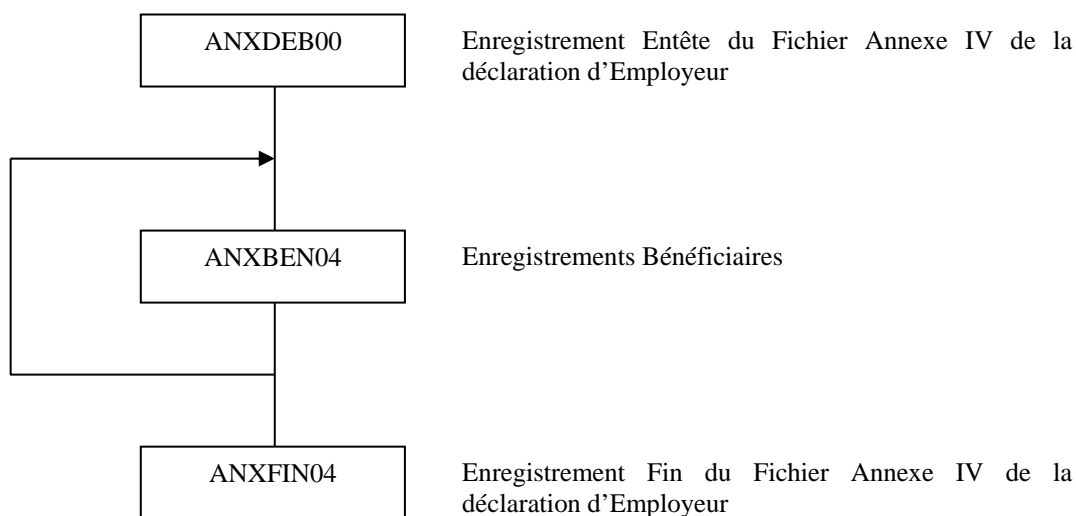 ANXDEB00
Enregistrement Entête du Fichier Annexe IV de la
déclaration d’Employeur
ANXBEN04
Enregistrements Bénéficiaires
ANXFIN04
Enregistrement Fin du Fichier Annexe IV de la
déclaration d’Employeur